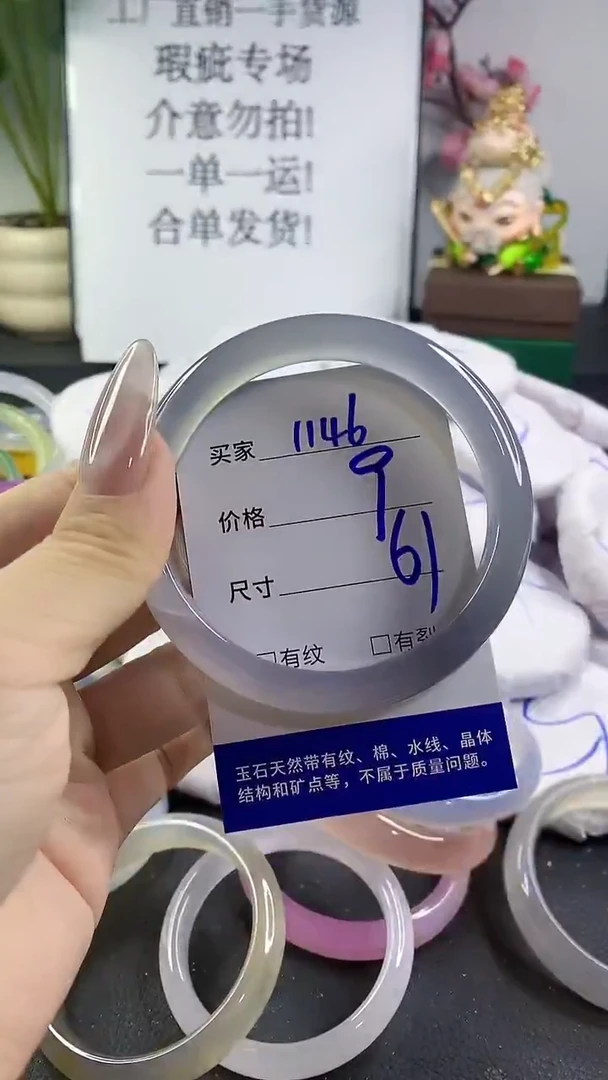 工厂直销一手货源
瑕疵专场
介意勿拍!
一单一运!
合单发货!
买家 1146
价格 9
尺寸 61
□有纹 □有裂
玉石天然带有纹、棉、水线、晶体
结构和矿点等，不属于质量问题。